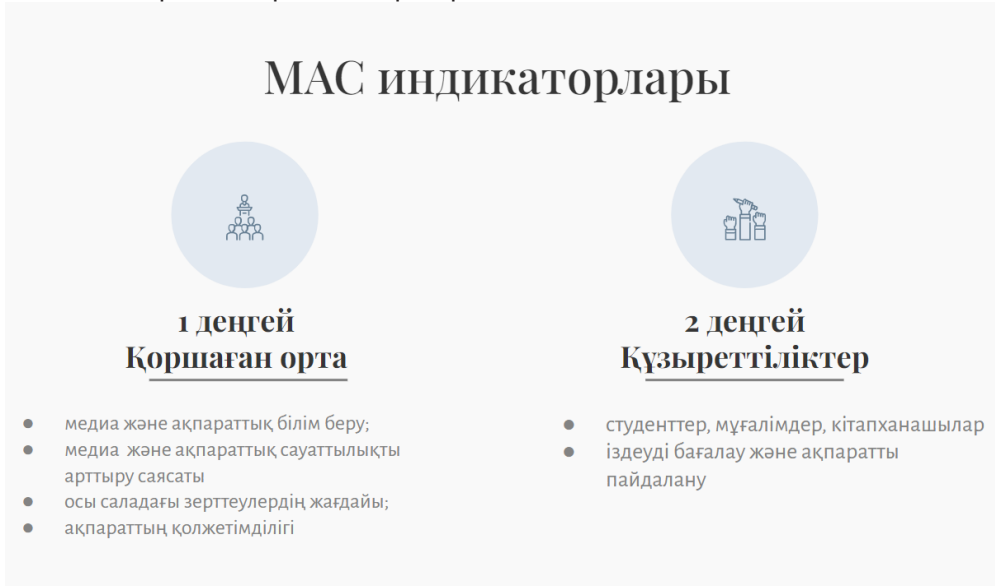 МАС индикаторлары
1 деңгей
Қоршаған орта
● медиа және ақпараттық білім беру;
● медиа және ақпараттық сауаттылықты
арттыру саясаты
● осы саладағы зерттеулердің жағдайы;
● ақпараттың қолжетімділігі
2 деңгей
Құзыреттіліктер
● студенттер, мұғалімдер, кітапханашылар
● іздеуді бағалау және ақпаратты
пайдалану